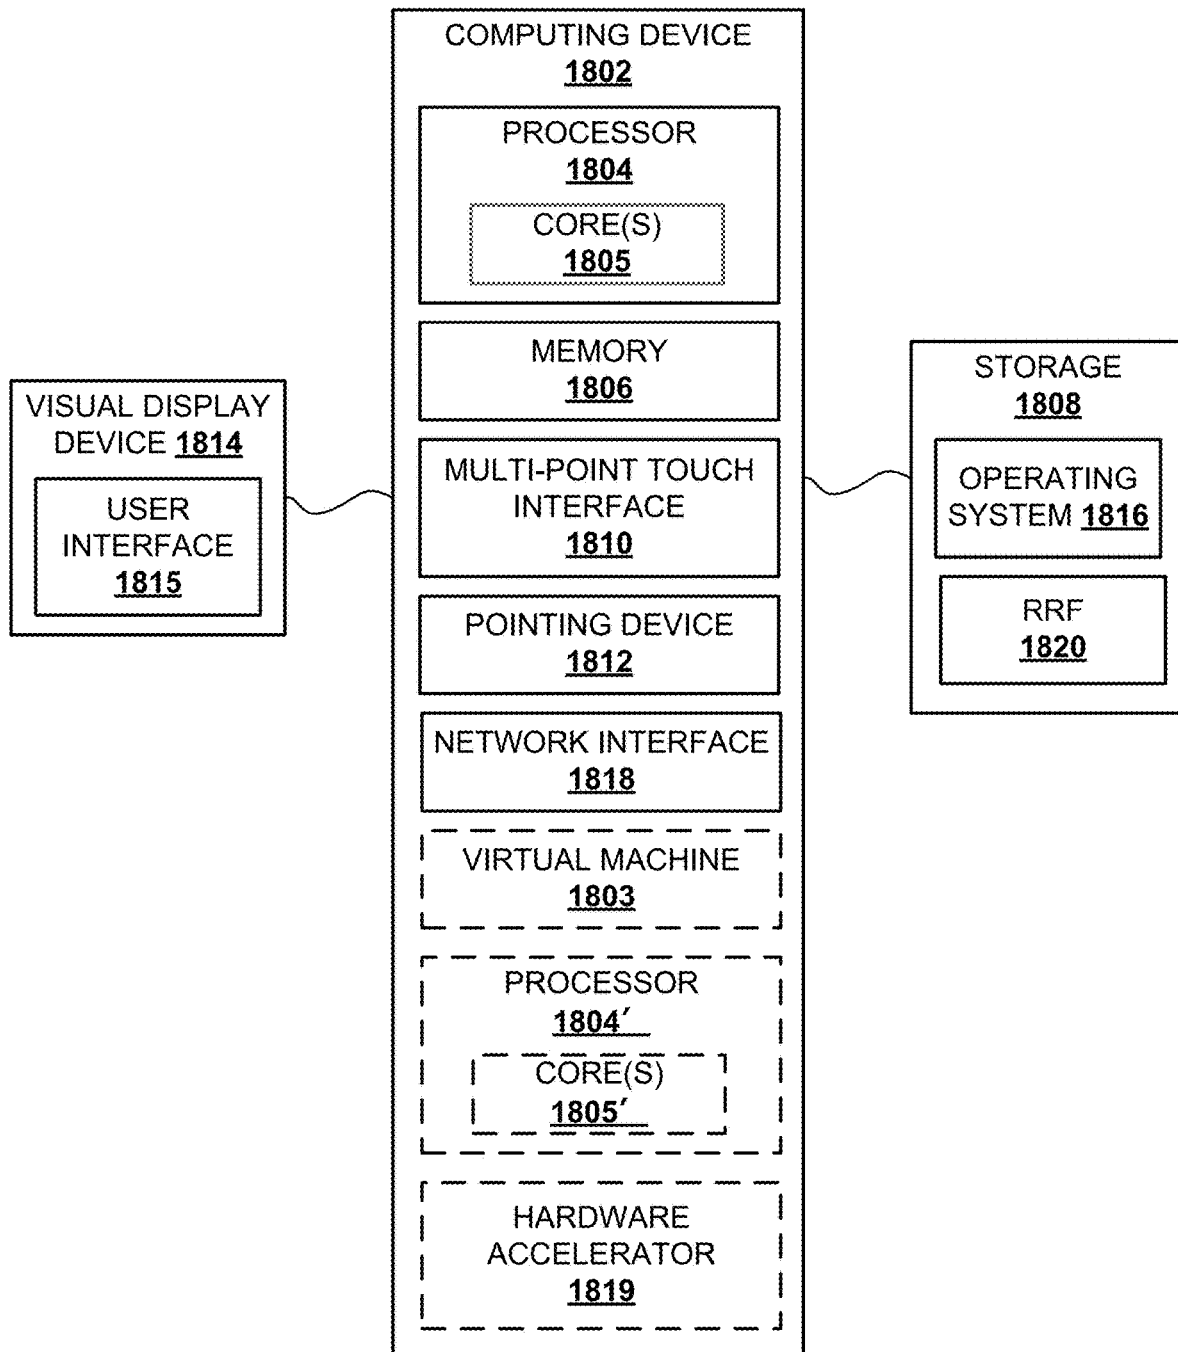 COMPUTING DEVICE
1802
PROCESSOR
1804
CORE(S)
1805
MEMORY
1806
MULTI-POINT TOUCH
INTERFACE
1810
POINTING DEVICE
1812
NETWORK INTERFACE
1818
VIRTUAL MACHINE
1803
PROCESSOR
1804′
CORE(S)
1805′
HARDWARE
ACCELERATOR
1819
VISUAL DISPLAY
DEVICE 1814
USER
INTERFACE
1815
STORAGE
1808
OPERATING
SYSTEM 1816
RRF
1820